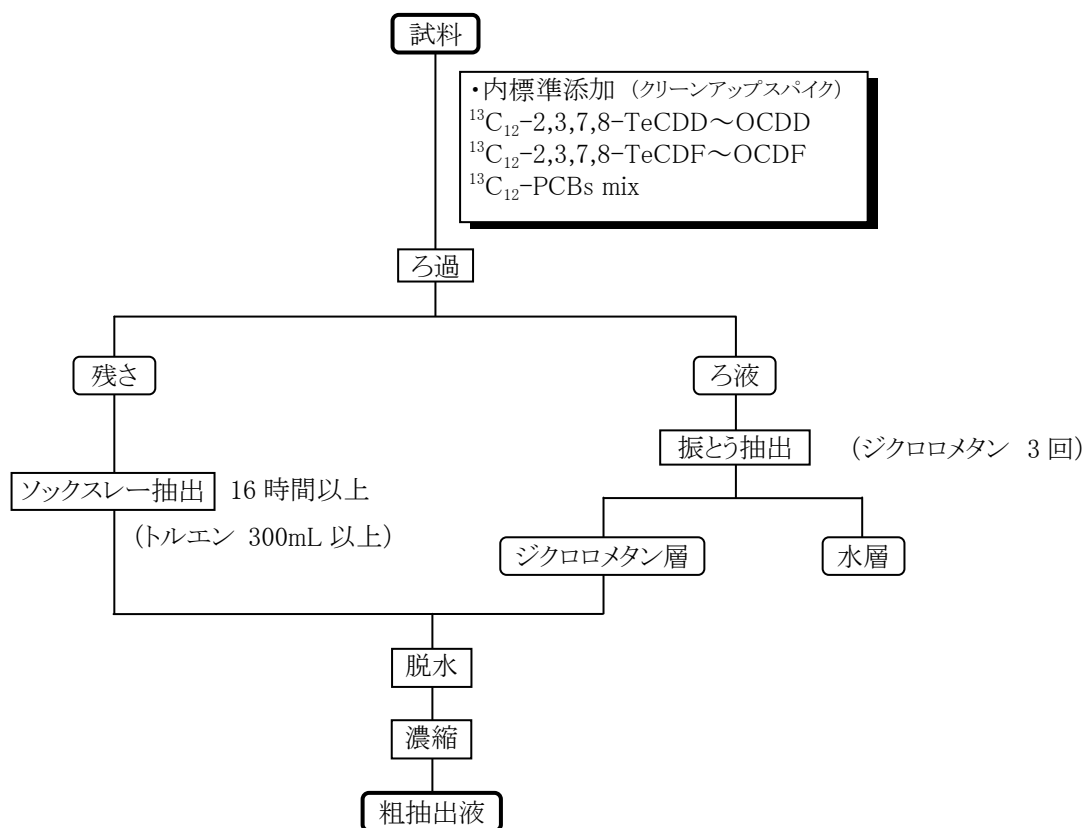 試料
・内標準添加 (クリーンアップスパイク)
¹³C₁₂-2,3,7,8-TeCDD～OCDD
¹³C₁₂-2,3,7,8-TeCDF～OCDF
¹³C₁₂-PCBs mix
ろ過
残さ
ろ液
振とう抽出 (ジクロロメタン 3 回)
ソックスレー抽出 16 時間以上
(トルエン 300mL 以上)
ジクロロメタン層
水層
脱水
濃縮
粗抽出液